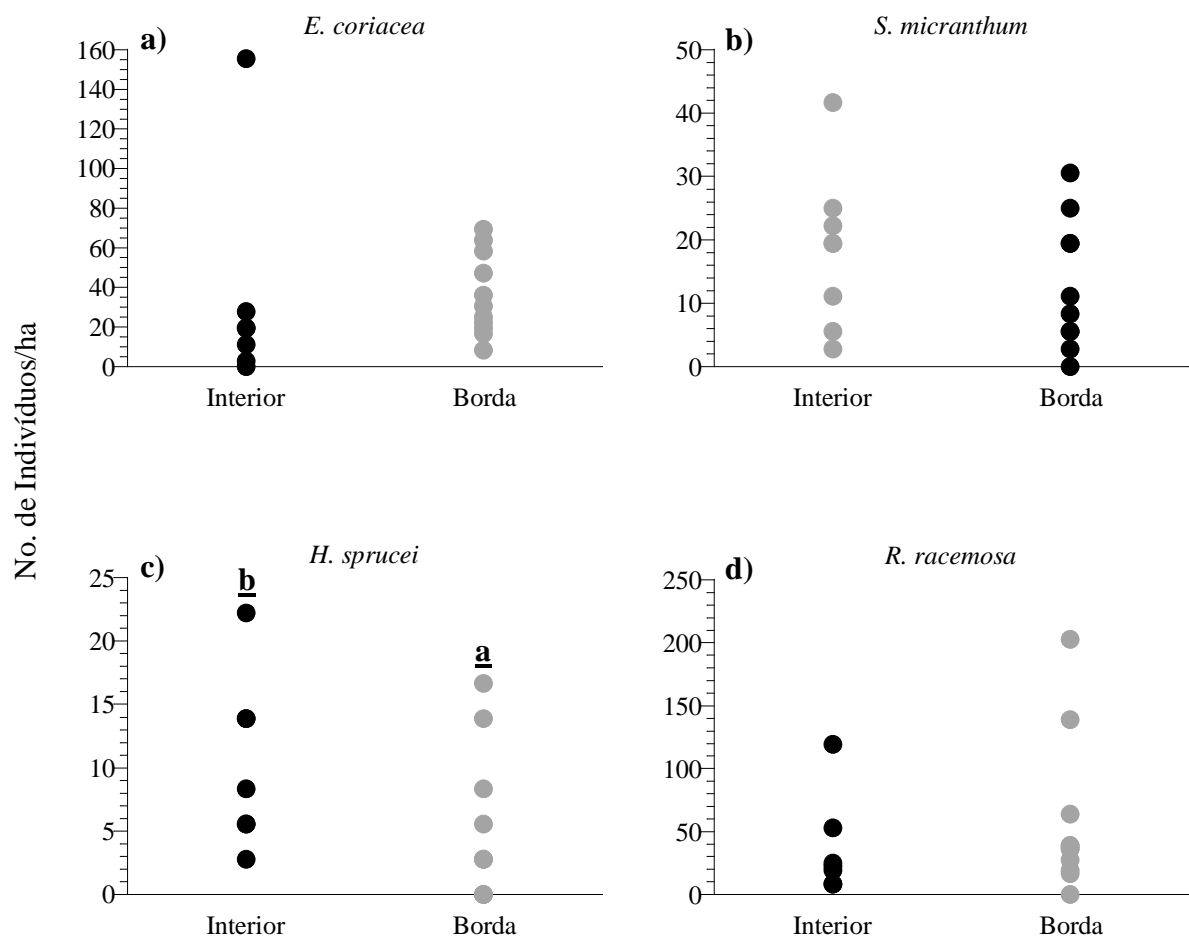 No. de Indivíduos/ha
a)
E. coriacea
160
140
120
100
80
60
40
20
0
Interior
Borda
b)
S. micranthum
50
40
30
20
10
0
Interior
Borda
c)
H. sprucei
b
a
25
20
15
10
5
0
Interior
Borda
d)
R. racemosa
250
200
150
100
50
0
Interior
Borda